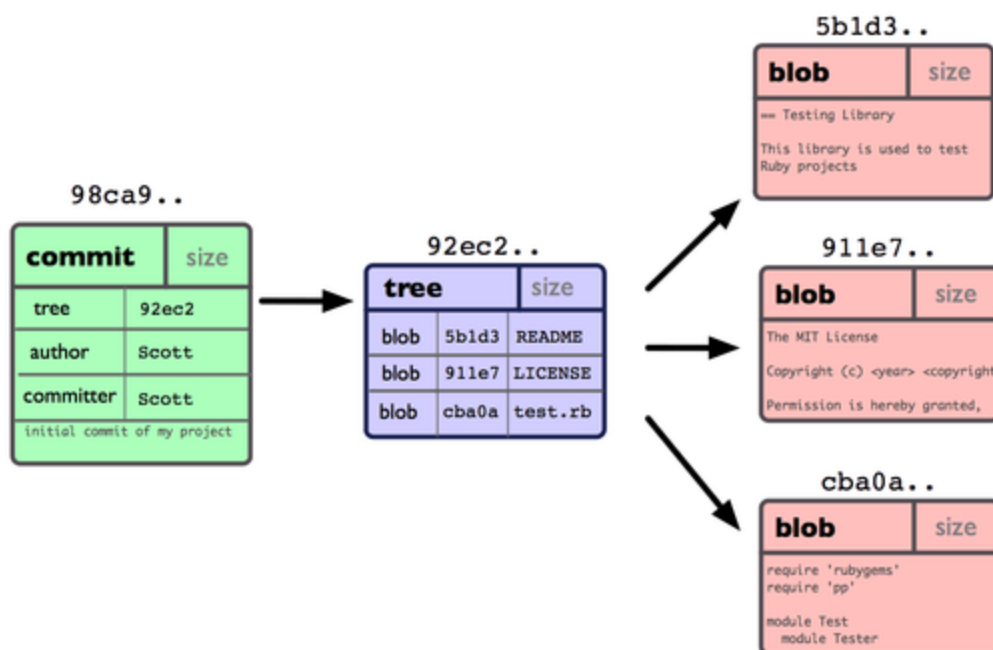 98ca9..
commit size
tree 92ec2
author Scott
committer Scott
initial commit of my project
92ec2..
tree size
blob 5b1d3 README
blob 911e7 LICENSE
blob cba0a test.rb
5b1d3..
blob size
== Testing Library
This library is used to test
Ruby projects
911e7..
blob size
The MIT License
Copyright (c) <year> <copyright
Permission is hereby granted,
cba0a..
blob size
require 'rubygems'
require 'pp'
module Test
module Tester